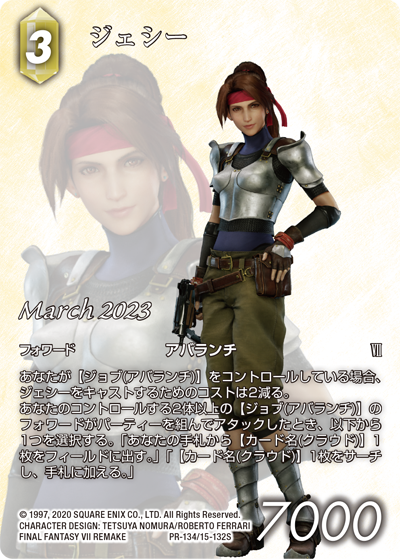 3
ジェシー
March 2023
フォワード アバランチ Ⅶ
あなたが【ジョブ(アバランチ)】をコントロールしている場合、
ジェシーをキャストするためのコストは2減る。
あなたのコントロールする2体以上の【ジョブ(アバランチ)】の
フォワードがパーティーを組んでアタックしたとき、以下から
1つを選択する。「あなたの手札から【カード名(クラウド)】1
枚をフィールドに出す。」「【カード名(クラウド)】1枚をサーチ
し、手札に加える。」
© 1997, 2020 SQUARE ENIX CO., LTD. All Rights Reserved.
CHARACTER DESIGN: TETSUYA NOMURA/ROBERTO FERRARI
FINAL FANTASY VII REMAKE PR-134/15-132S
7000